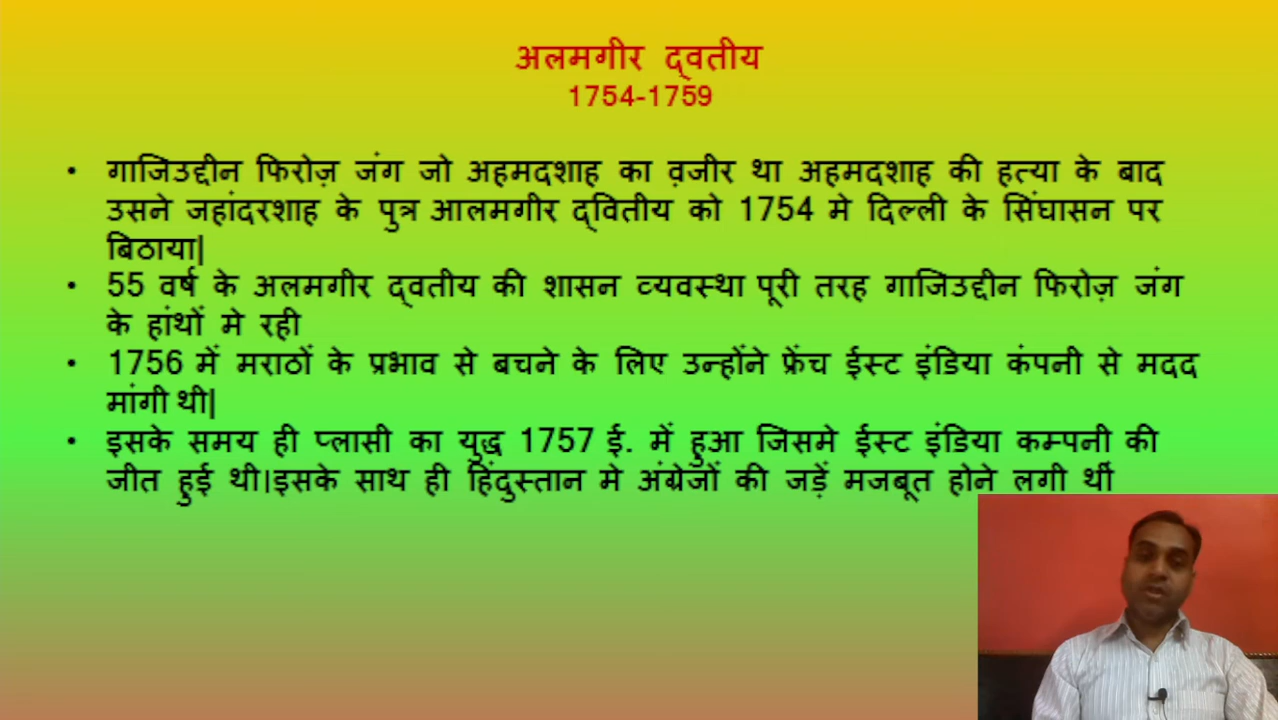 अलमगीर द्वतीय
1754-1759
• गाजिउद्दीन फिरोज़ जंग जो अहमदशाह का व़जीर था अहमदशाह की हत्या के बाद
उसने जहांदरशाह के पुत्र आलमगीर द्वितीय को 1754 मे दिल्ली के सिंघासन पर
बिठाया|
• 55 वर्ष के अलमगीर द्वतीय की शासन व्यवस्था पूरी तरह गाजिउद्दीन फिरोज़ जंग
के हांथों मे रही
• 1756 में मराठों के प्रभाव से बचने के लिए उन्होंने फ्रेंच ईस्ट इंडिया कंपनी से मदद
मांगी थी|
• इसके समय ही प्लासी का युद्ध 1757 ई. में हुआ जिसमे ईस्ट इंडिया कम्पनी की
जीत हुई थी।इसके साथ ही हिंदुस्तान मे अंग्रेजों की जड़ें मजबूत होने लगी थीं